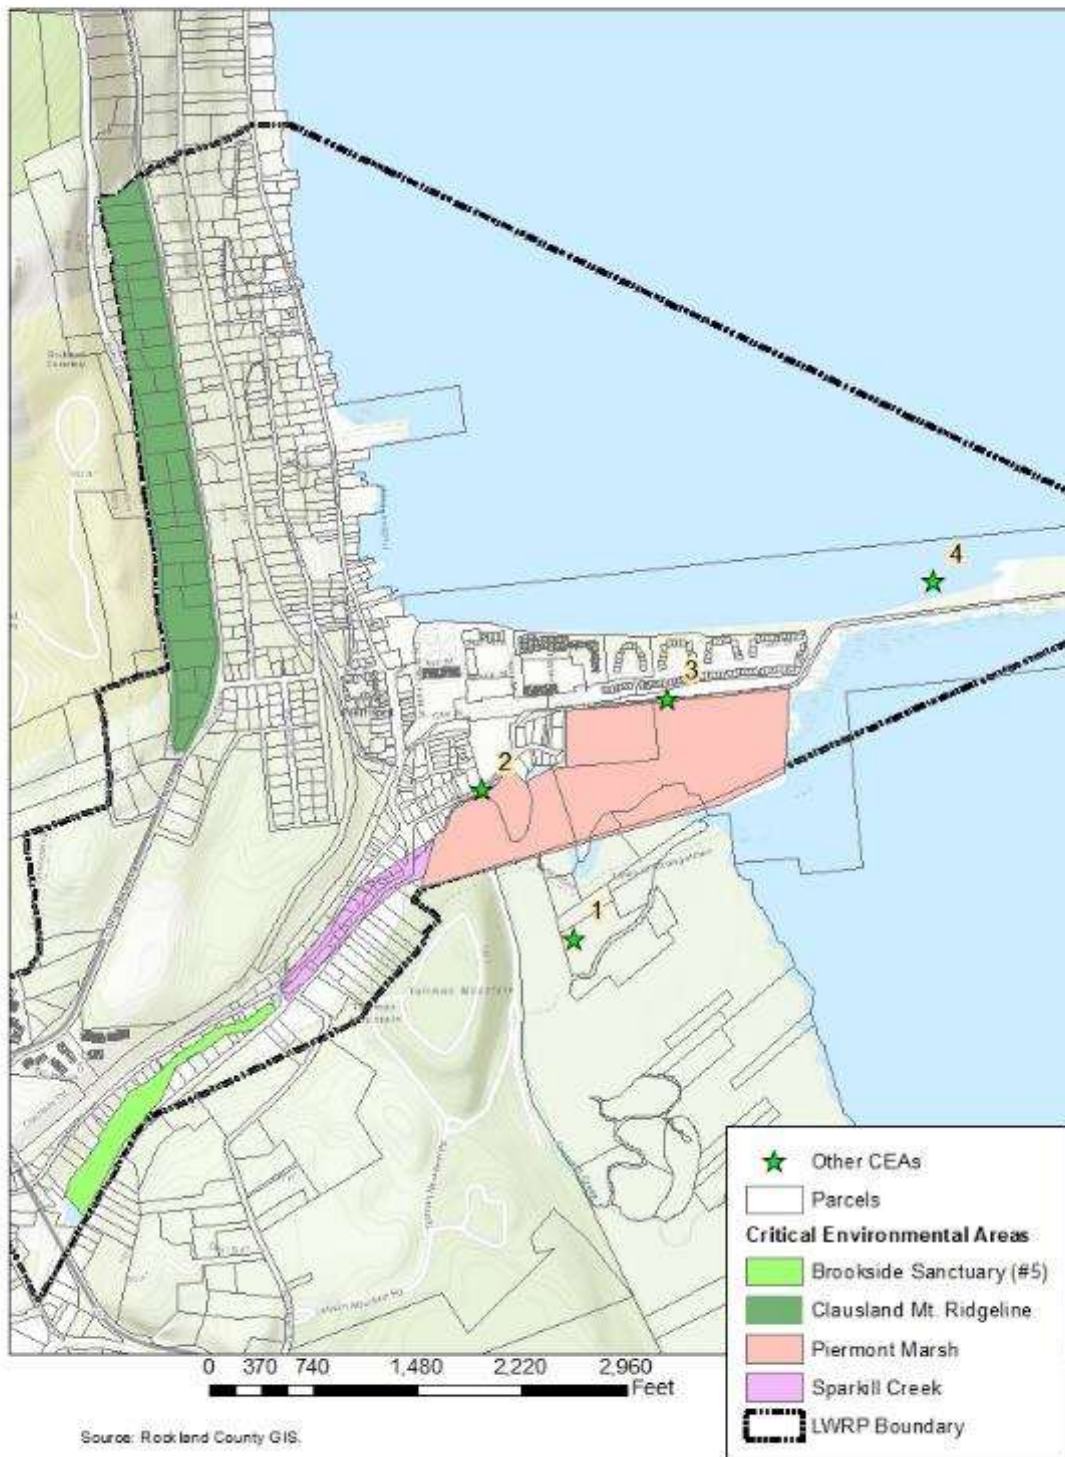 4
3
2
1
Other CEAs
Parcels
Critical Environmental Areas
Brookside Sanctuary (#5)
Clausland Mt. Ridgeline
Piermont Marsh
Sparkill Creek
LWRP Boundary
0 370 740 1,480 2,220 2,960
Feet
Source: Rockland County GIS.